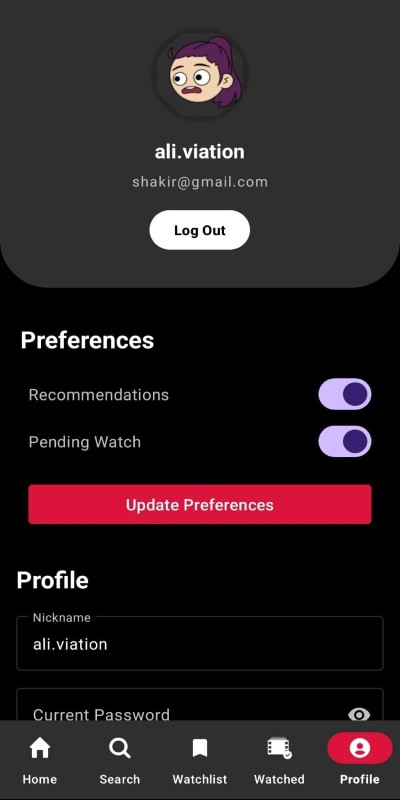 ali.viation
shakir@gmail.com
Log Out
Preferences
Recommendations
Pending Watch
Update Preferences
Profile
Nickname
ali.viation
Current Password
Home Search Watchlist Watched Profile